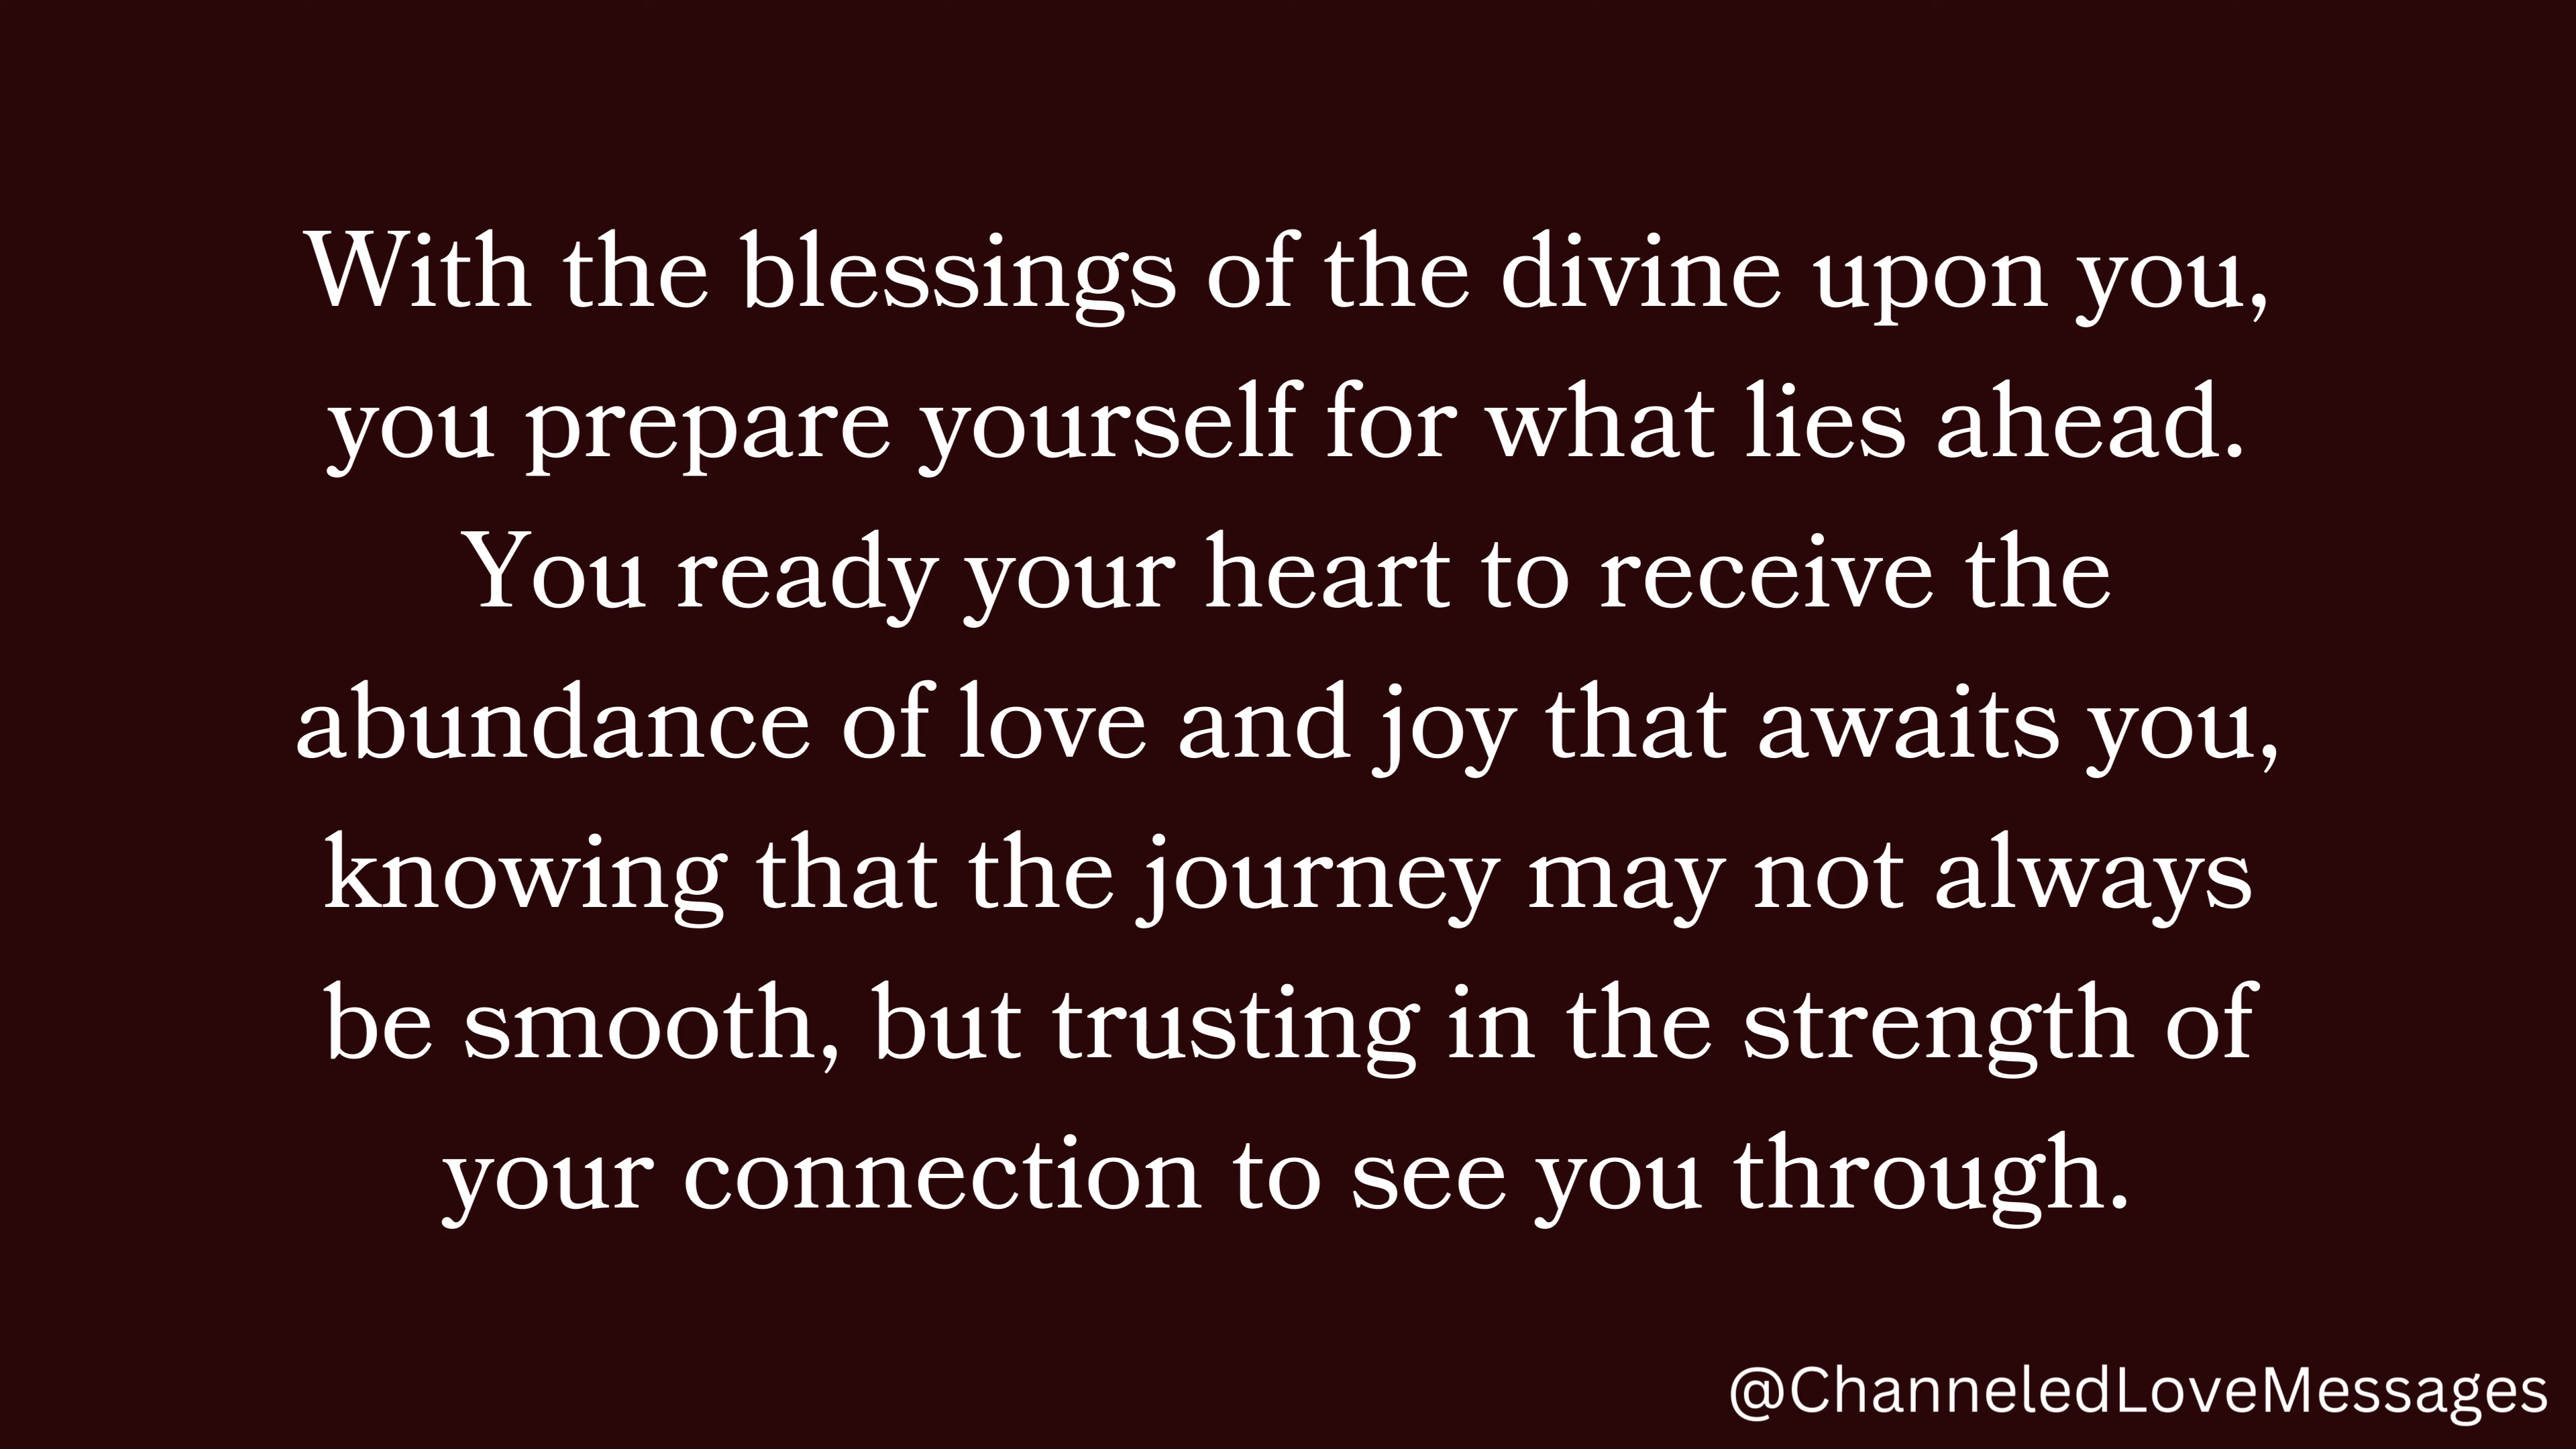 With the blessings of the divine upon you,
you prepare yourself for what lies ahead.
You ready your heart to receive the
abundance of love and joy that awaits you,
knowing that the journey may not always
be smooth, but trusting in the strength of
your connection to see you through.
@ChanneledLoveMessages